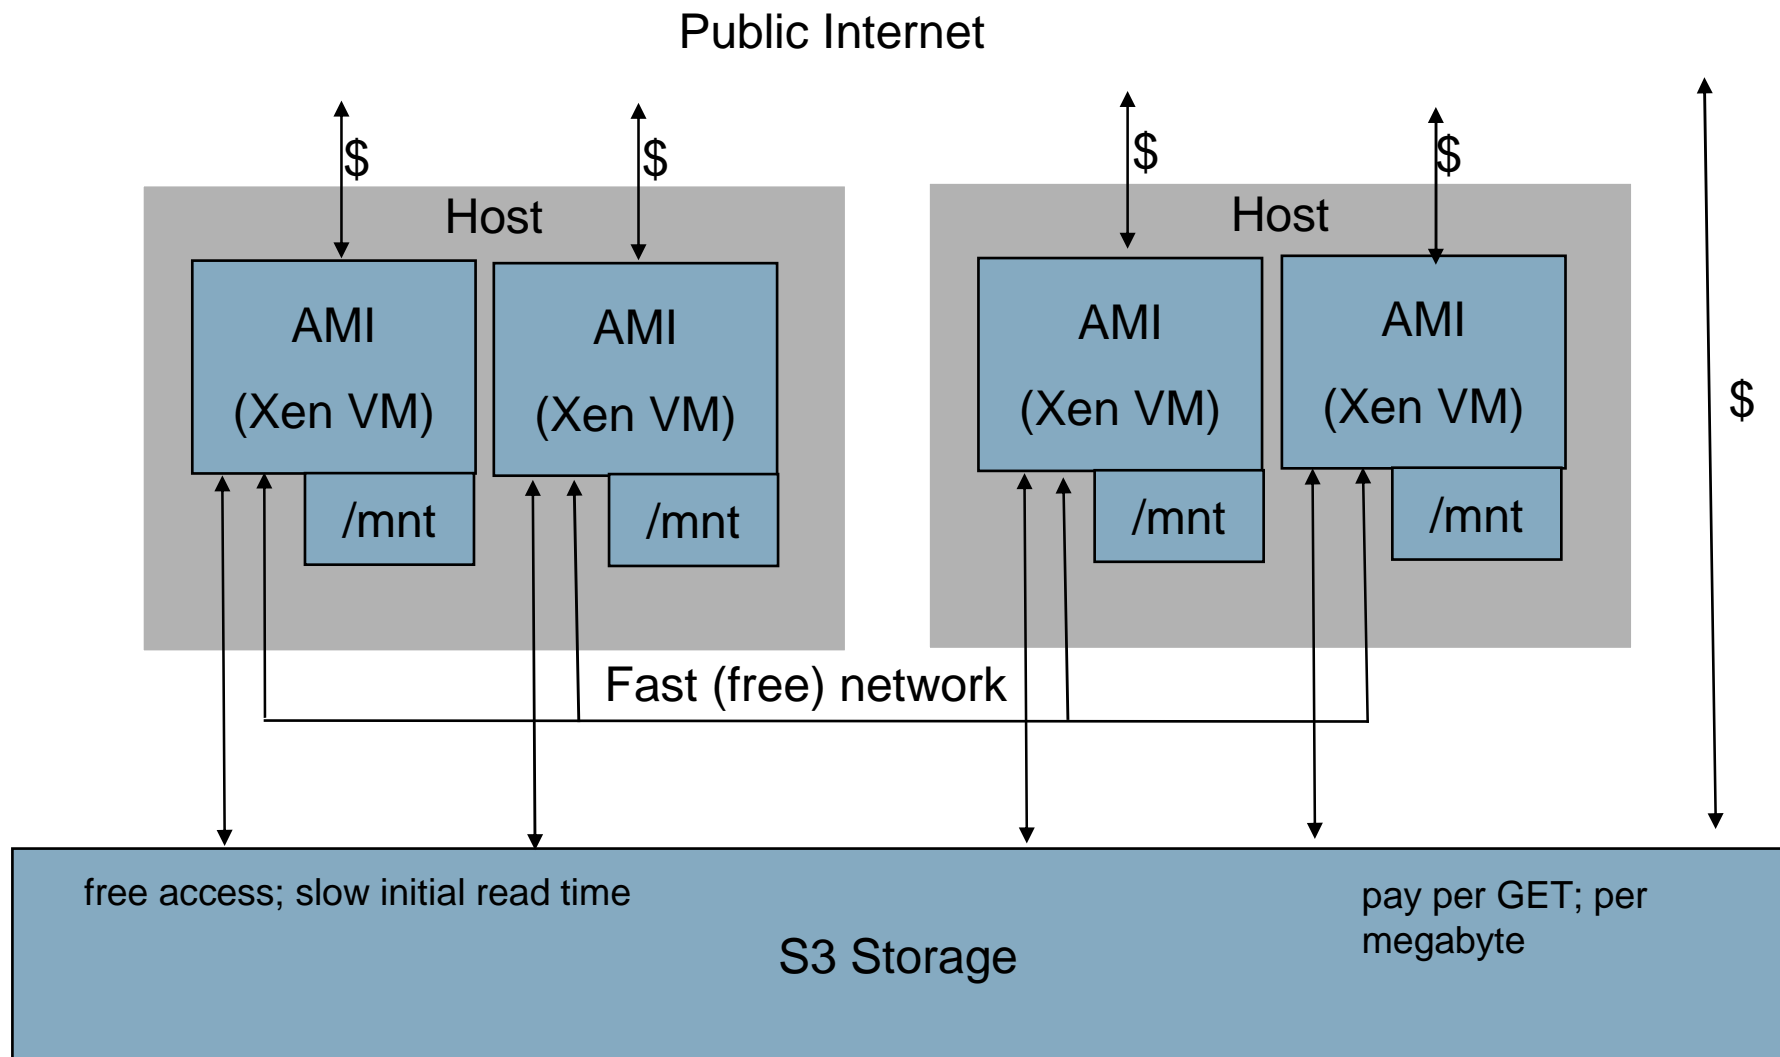 Public Internet
$
$
$
$
Host
Host
AMI
(Xen VM)
AMI
(Xen VM)
AMI
(Xen VM)
AMI
(Xen VM)
$
/mnt
/mnt
/mnt
/mnt
Fast (free) network
free access; slow initial read time
pay per GET; per
megabyte
S3 Storage